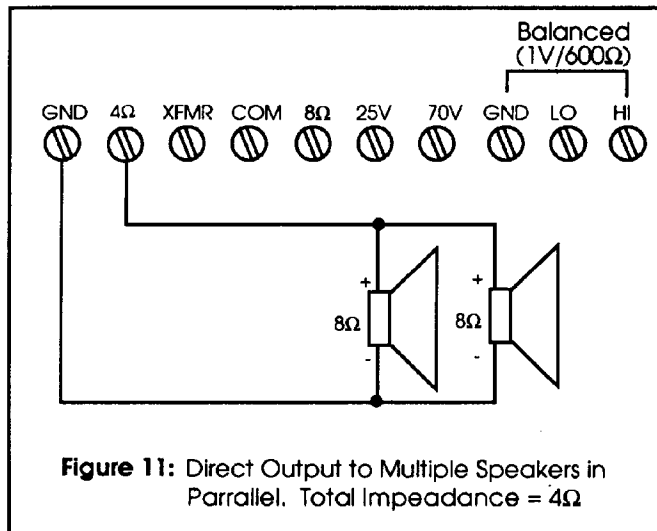 Balanced
(1V/600Ω)
GND 4Ω XFMR COM 8Ω 25V 70V GND LO HI
+ +
8Ω 8Ω
- -
Figure 11: Direct Output to Multiple Speakers in
Parrallel. Total Impeadance = 4Ω